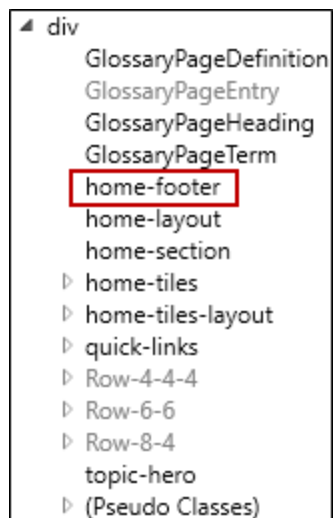 div
GlossaryPageDefinition
GlossaryPageEntry
GlossaryPageHeading
GlossaryPageTerm
home-footer
home-layout
home-section
home-tiles
home-tiles-layout
quick-links
Row-4-4-4
Row-6-6
Row-8-4
topic-hero
(Pseudo Classes)